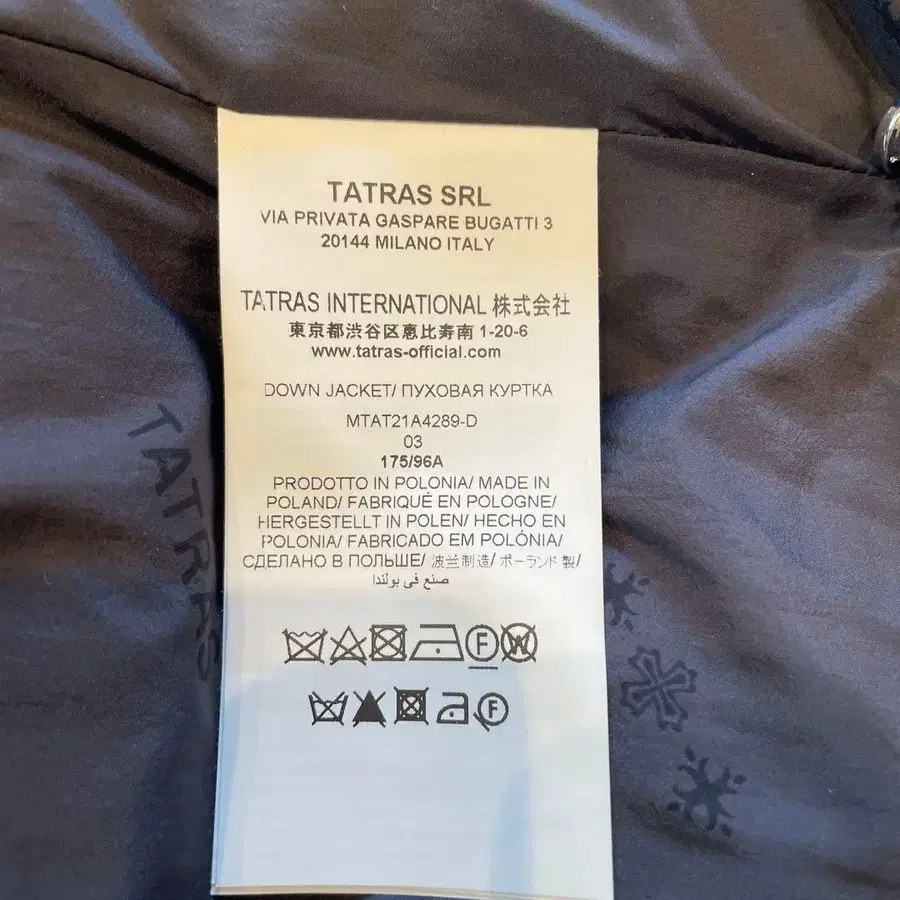 TATRAS SRL
VIA PRIVATA GASPARE BUGATTI 3
20144 MILANO ITALY
TATRAS INTERNATIONAL 株式会社
東京都渋谷区恵比寿南 1-20-6
www.tatras-official.com
DOWN JACKET/ ПУХОВАЯ КУРТКА
MTAT21A4289-D
03
175/96A
PRODOTTO IN POLONIA/ MADE IN
POLAND/ FABRIQUÉ EN POLOGNE/
HERGESTELLT IN POLEN/ HECHO EN
POLONIA/ FABRICADO EM POLÓNIA/
СДЕЛАНО В ПОЛЬШЕ/ 波兰制造/ ポーランド製/
صنع في بولندا
F W
F
TATRAS